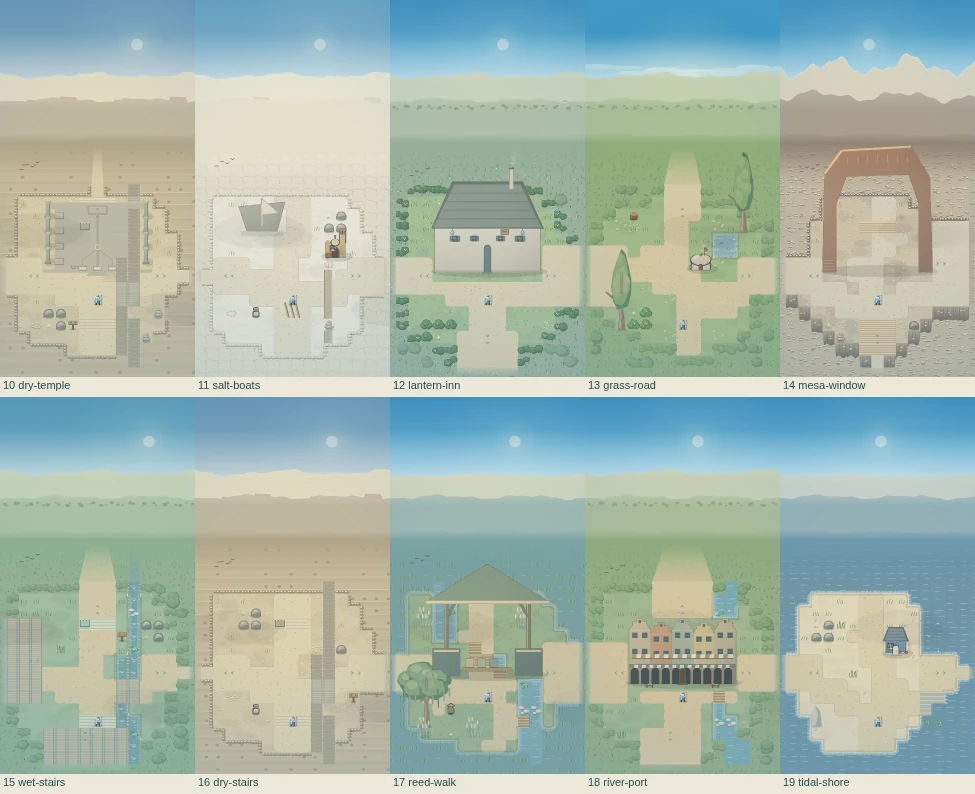 10 dry-temple
11 salt-boats
12 lantern-inn
13 grass-road
14 mesa-window
15 wet-stairs
16 dry-stairs
17 reed-walk
18 river-port
19 tidal-shore